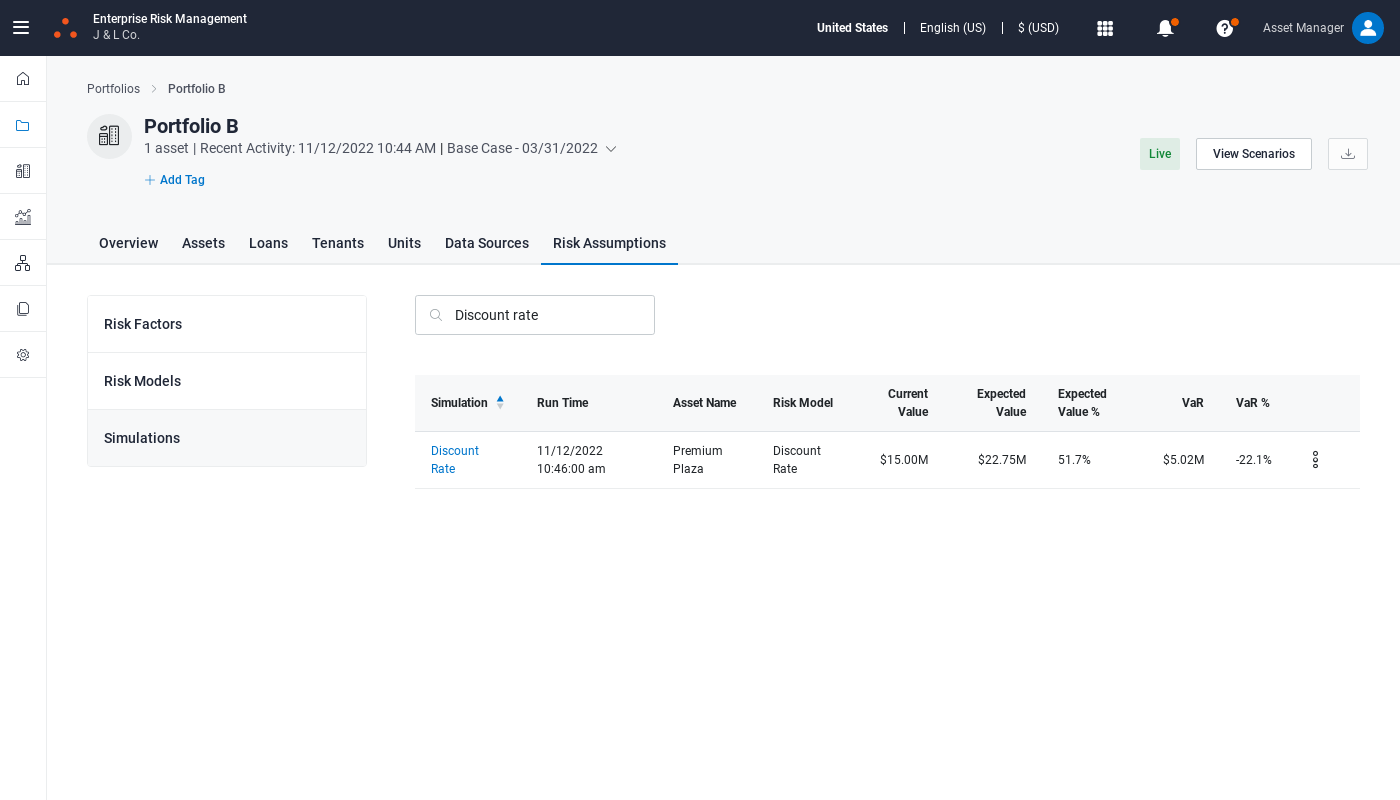 Enterprise Risk Management
J & L Co.
United States | English (US) | $ (USD)
Asset Manager
Portfolios > Portfolio B
Portfolio B
1 asset | Recent Activity: 11/12/2022 10:44 AM | Base Case - 03/31/2022
+ Add Tag
Live
View Scenarios
Overview Assets Loans Tenants Units Data Sources Risk Assumptions
Risk Factors
Risk Models
Simulations
Discount rate
Simulation Run Time Asset Name Risk Model Current Value Expected Value Expected Value % VaR VaR %
Discount Rate 11/12/2022 10:46:00 am Premium Plaza Discount Rate $15.00M $22.75M 51.7% $5.02M -22.1%